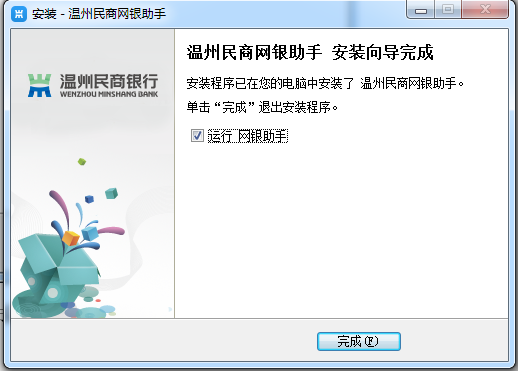 安装 - 温州民商网银助手
温州民商银行
WENZHOU MINSHANG BANK
温州民商网银助手 安装向导完成
安装程序已在您的电脑中安装了 温州民商网银助手。
单击“完成”退出安装程序。
运行 网银助手
完成(F)